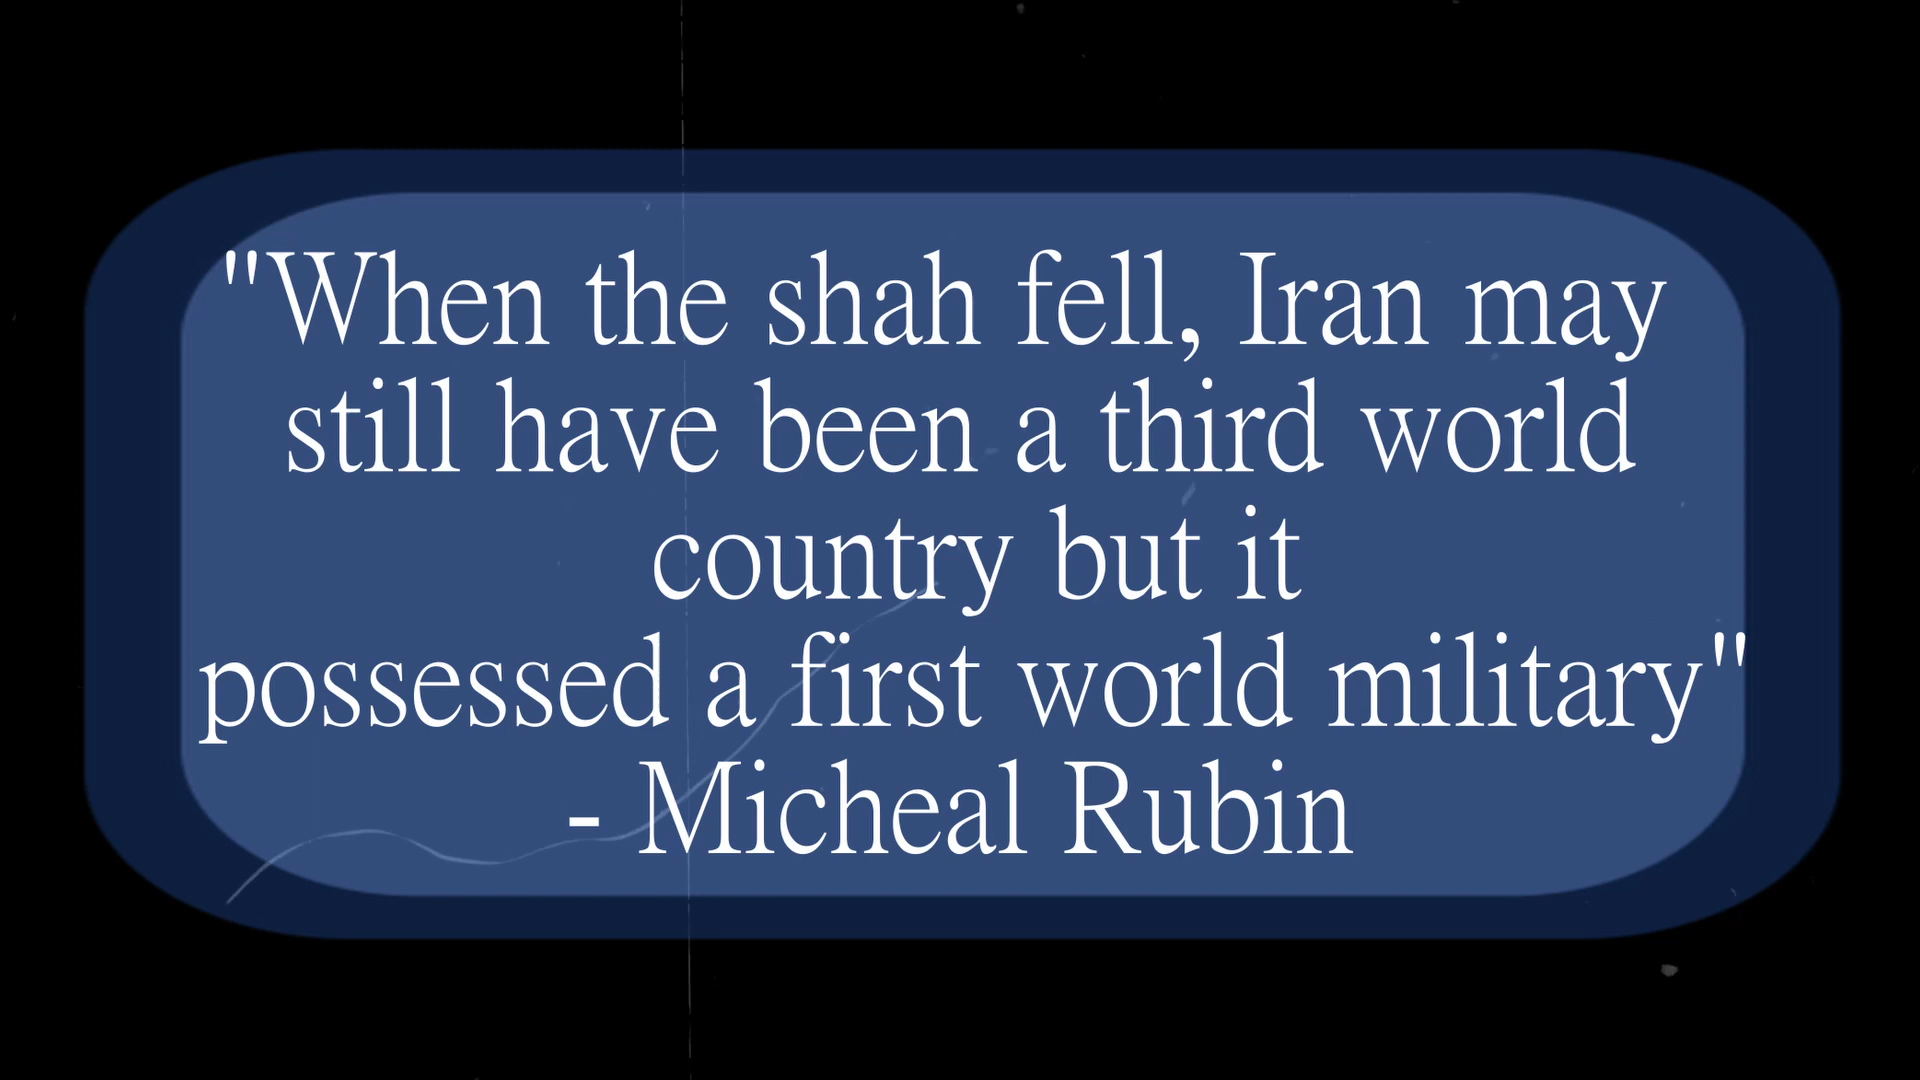 "When the shah fell, Iran may
still have been a third world
country but it
possessed a first world military"
- Micheal Rubin